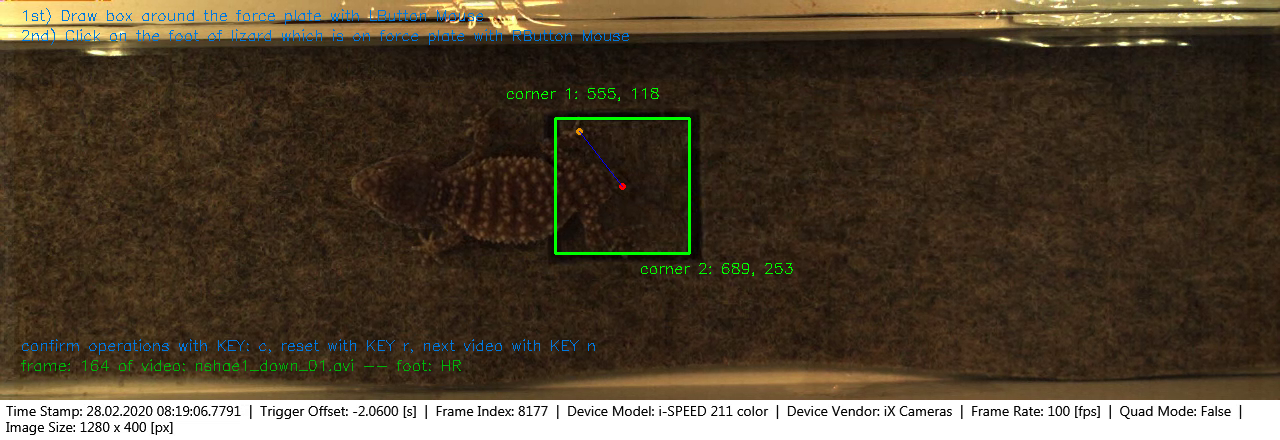 1st) Draw box around the force plate with LButton Mouse
2nd) Click on the foot of lizard which is on force plate with RButton Mouse
corner 1: 555, 118
corner 2: 689, 253
confirm operations with KEY: c, reset with KEY r, next video with KEY n
frame: 164 of video: nshae1_down_01.avi -- foot: HR
Time Stamp: 28.02.2020 08:19:06.7791 | Trigger Offset: -2.0600 [s] | Frame Index: 8177 | Device Model: i-SPEED 211 color | Device Vendor: iX Cameras | Frame Rate: 100 [fps] | Quad Mode: False |
Image Size: 1280 x 400 [px]